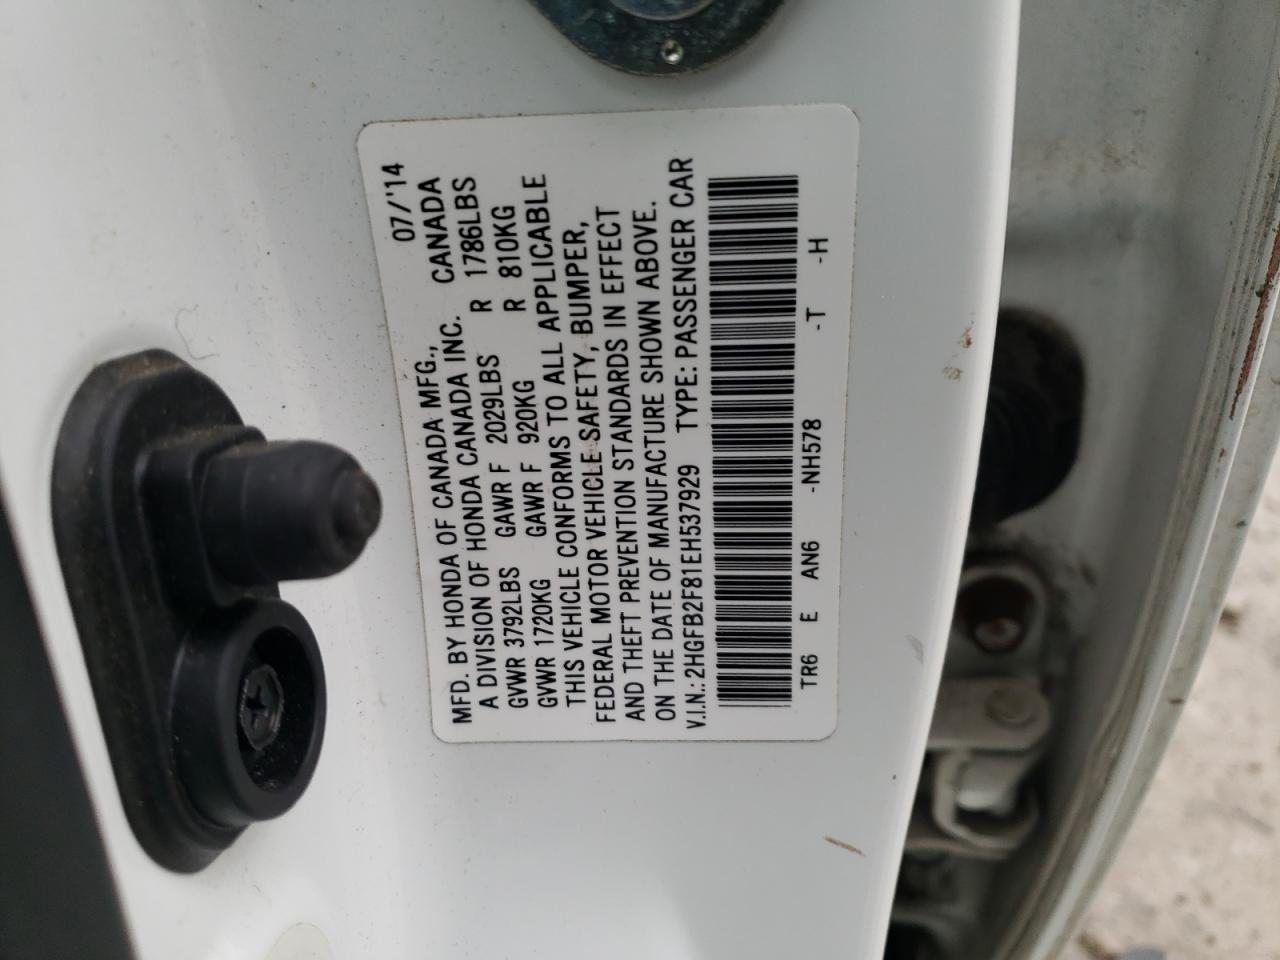 07/'14
MFD. BY HONDA OF CANADA MFG., CANADA
A DIVISION OF HONDA CANADA INC.
GVWR 3792LBS GAWR F 2029LBS R 1786LBS
GVWR 1720KG GAWR F 920KG R 810KG
THIS VEHICLE CONFORMS TO ALL APPLICABLE
FEDERAL MOTOR VEHICLE SAFETY, BUMPER,
AND THEFT PREVENTION STANDARDS IN EFFECT
ON THE DATE OF MANUFACTURE SHOWN ABOVE.
V.I.N.: 2HGFB2F81EH537929 TYPE: PASSENGER CAR
TR6 E AN6 -NH578 -T -H